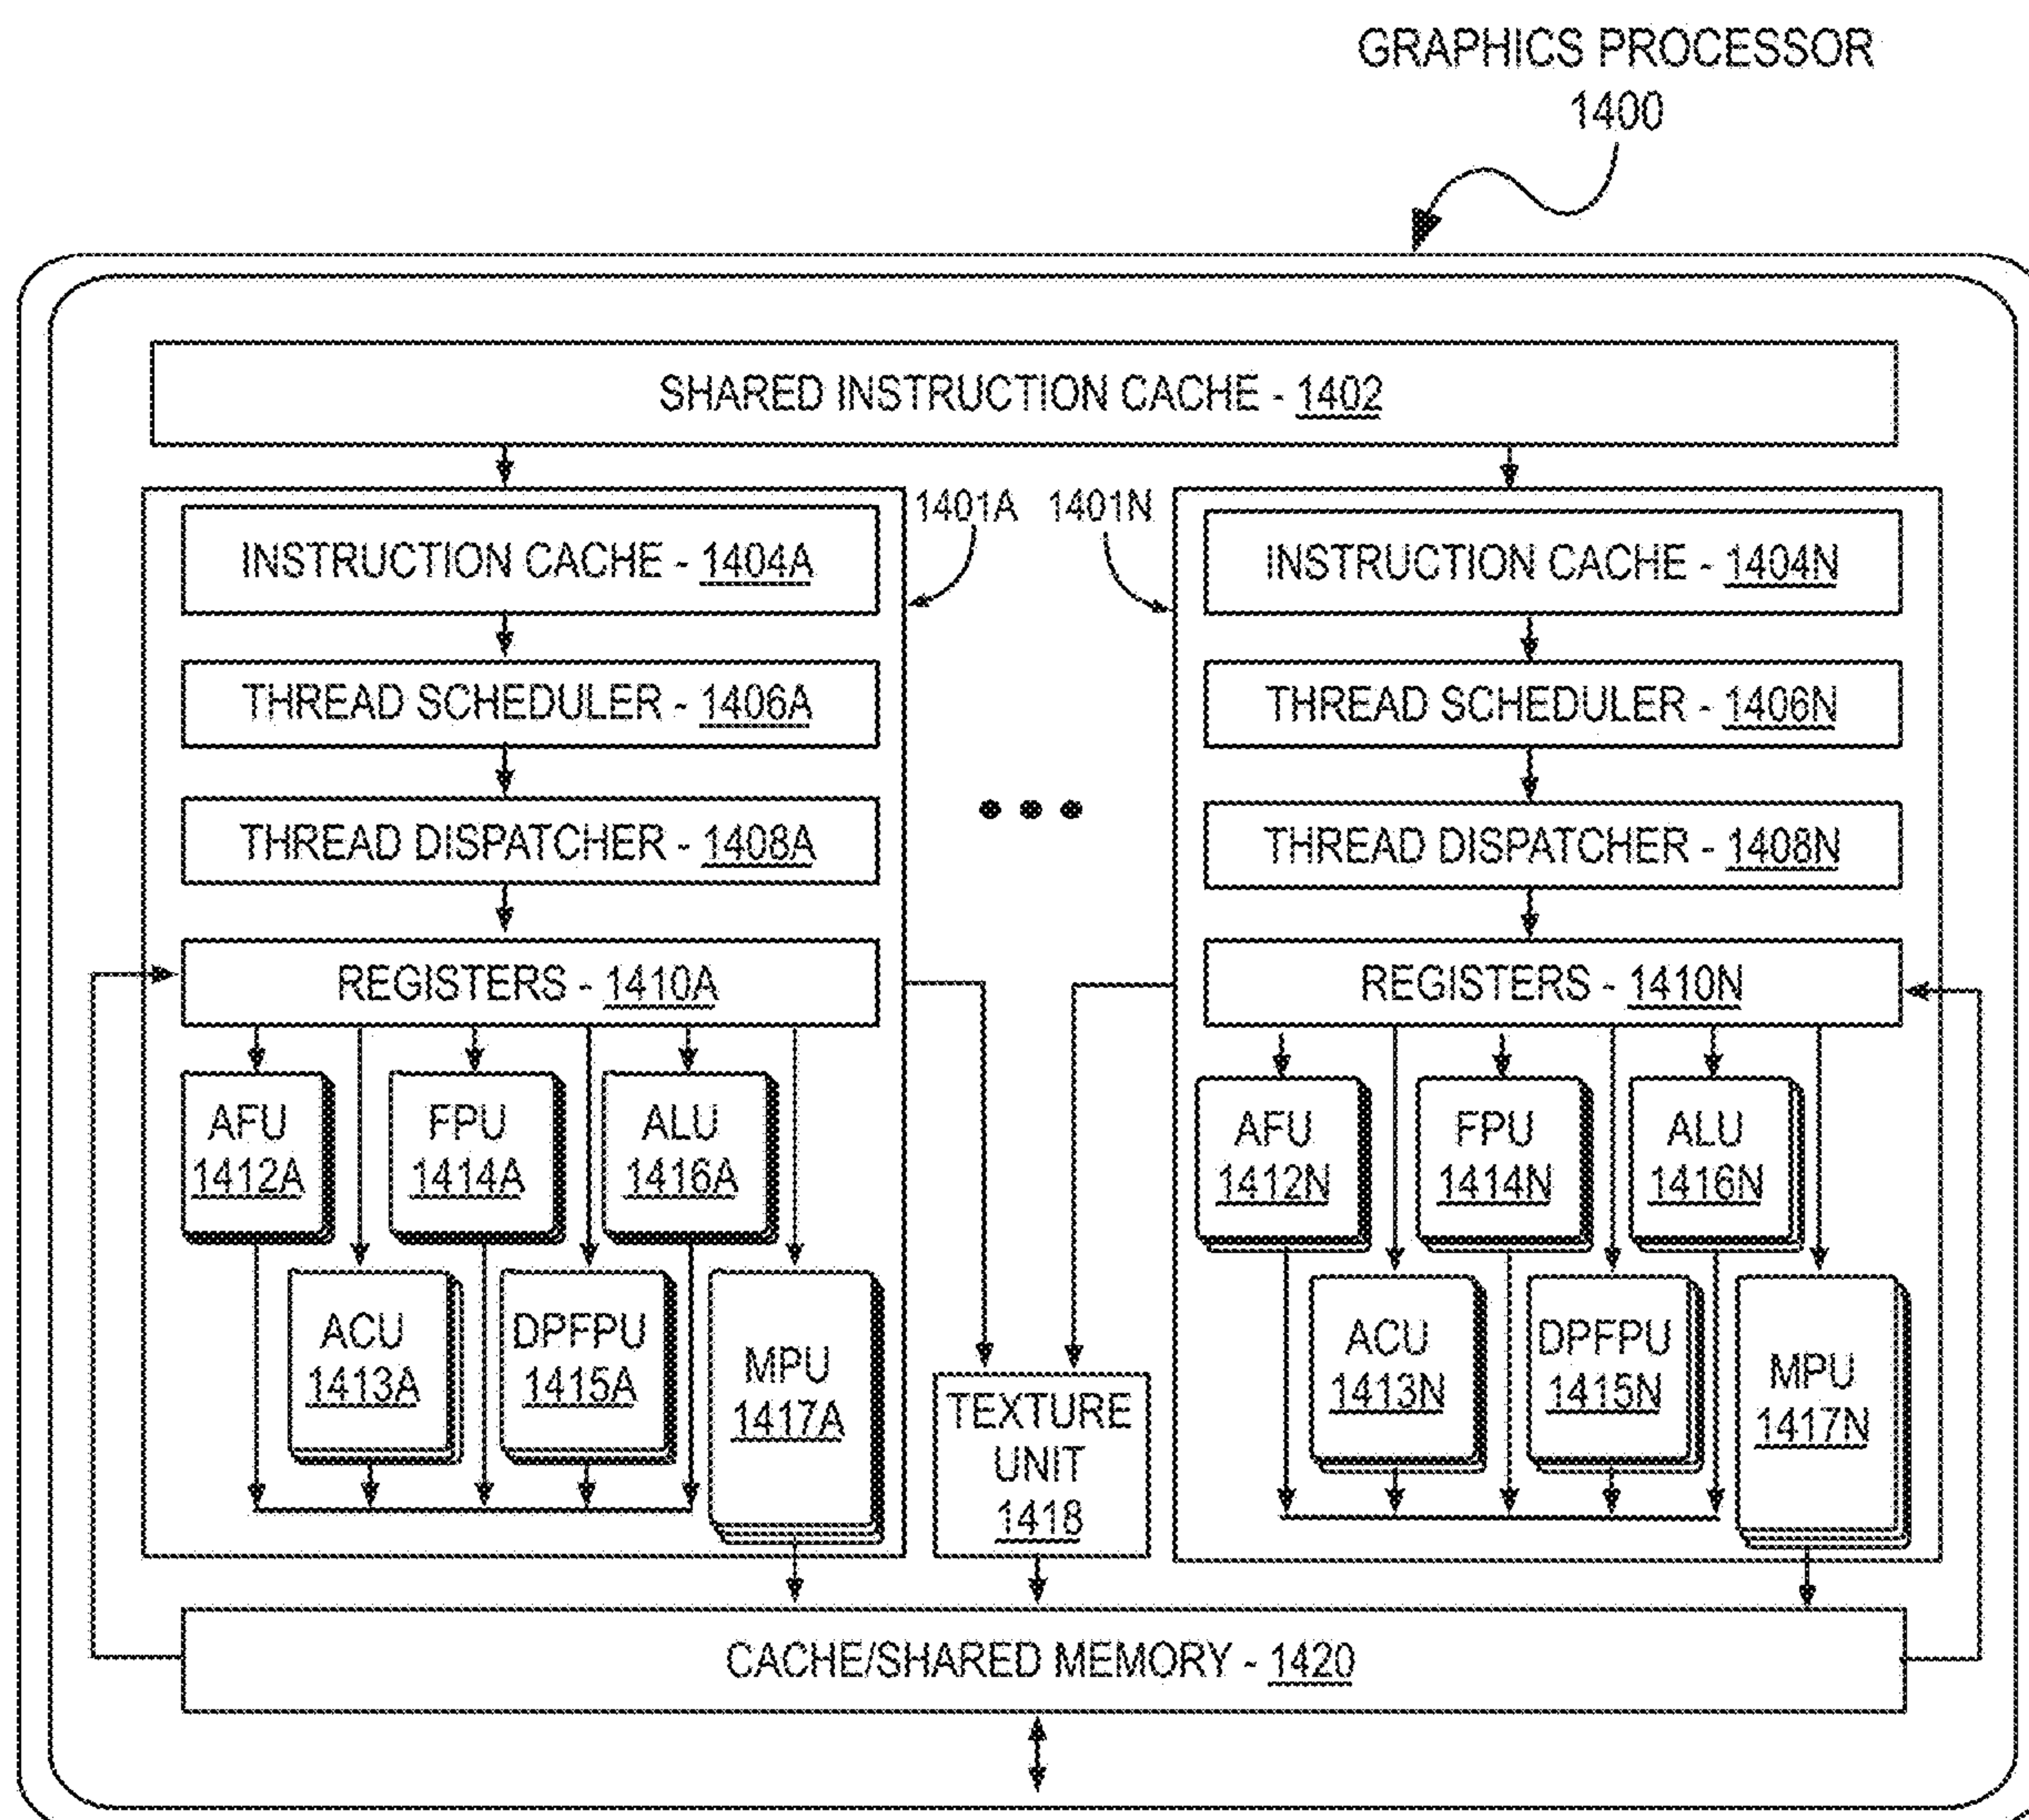 GRAPHICS PROCESSOR
1400
SHARED INSTRUCTION CACHE - 1402
1401A
1401N
INSTRUCTION CACHE - 1404A
THREAD SCHEDULER - 1406A
THREAD DISPATCHER - 1408A
REGISTERS - 1410A
AFU
1412A
FPU
1414A
ALU
1416A
ACU
1413A
DPFPU
1415A
MPU
1417A
TEXTURE
UNIT
1418
INSTRUCTION CACHE - 1404N
THREAD SCHEDULER - 1406N
THREAD DISPATCHER - 1408N
REGISTERS - 1410N
AFU
1412N
FPU
1414N
ALU
1416N
ACU
1413N
DPFPU
1415N
MPU
1417N
CACHE/SHARED MEMORY - 1420